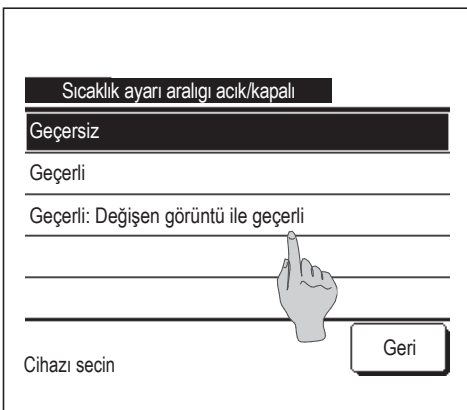 Sıcaklık ayarı aralıgı acık/kapalı
Geçersiz
Geçerli
Geçerli: Değişen görüntü ile geçerli
Geri
Cihazı secin